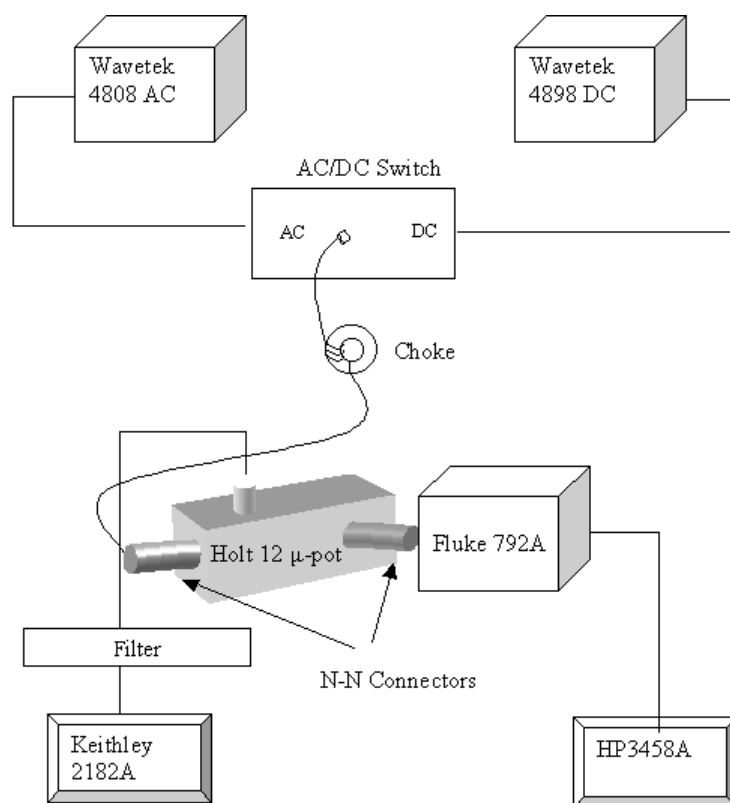 Wavetek
4808 AC
Wavetek
4898 DC
AC/DC Switch
AC
DC
Choke
Holt 12 μ-pot
Fluke 792A
Filter
N-N Connectors
Keithley
2182A
HP3458A